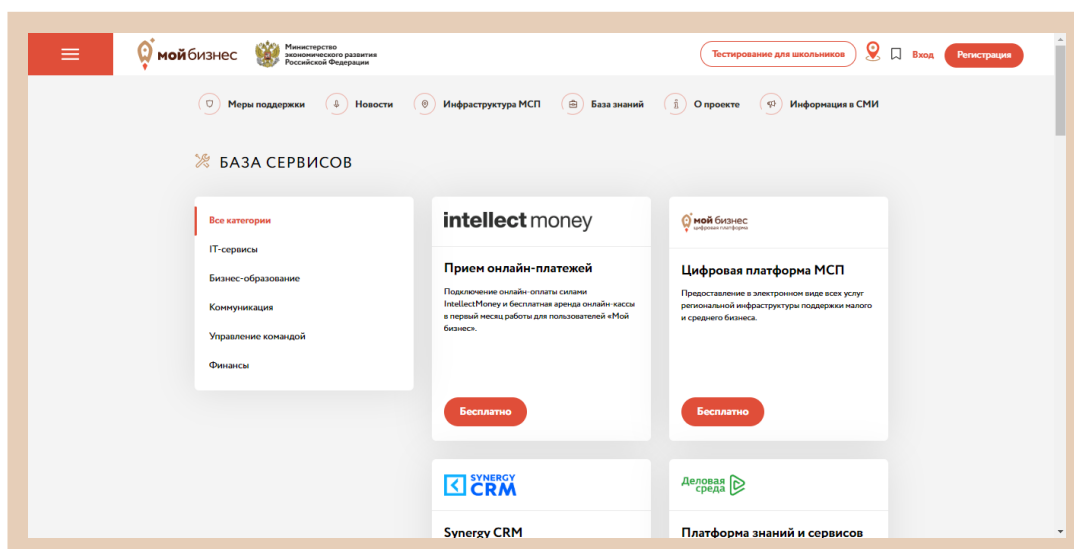 мой бизнес
Министерство
экономического развития
Российской Федерации
Тестирование для школьников
Вход
Регистрация
Меры поддержки
Новости
Инфраструктура МСП
База знаний
О проекте
Информация в СМИ
БАЗА СЕРВИСОВ
Все категории
IT-сервисы
Бизнес-образование
Коммуникация
Управление командой
Финансы
intellectmoney
Прием онлайн-платежей
Подключение онлайн-оплаты силами
IntellectMoney и бесплатная аренда онлайн-кассы
в первый месяц работы для пользователей «Мой
бизнес».
Бесплатно
мой бизнес
цифровая платформа
Цифровая платформа МСП
Предоставление в электронном виде всех услуг
региональной инфраструктуры поддержки малого
и среднего бизнеса.
Бесплатно
SYNERGY
CRM
Synergy CRM
Деловая
среда
Платформа знаний и сервисов